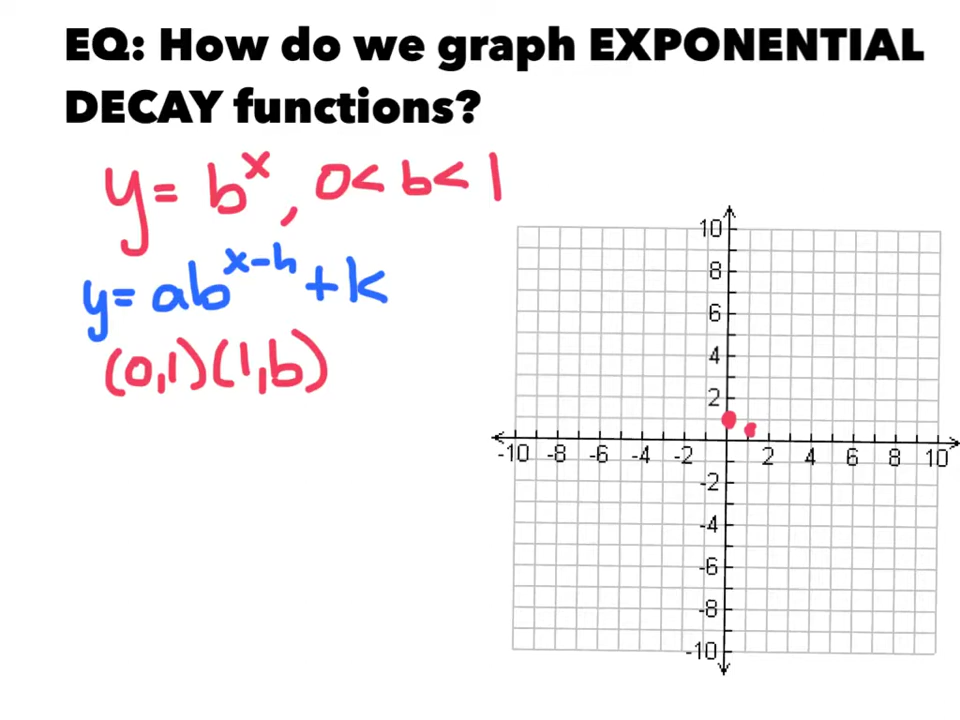 EQ: How do we graph EXPONENTIAL
DECAY functions?
y = b^x, 0 < b < 1
y = ab^(x-h) + k
(0,1) (1,b)
10
8
6
4
2
-10 -8 -6 -4 -2 2 4 6 8 10
-2
-4
-6
-8
-10